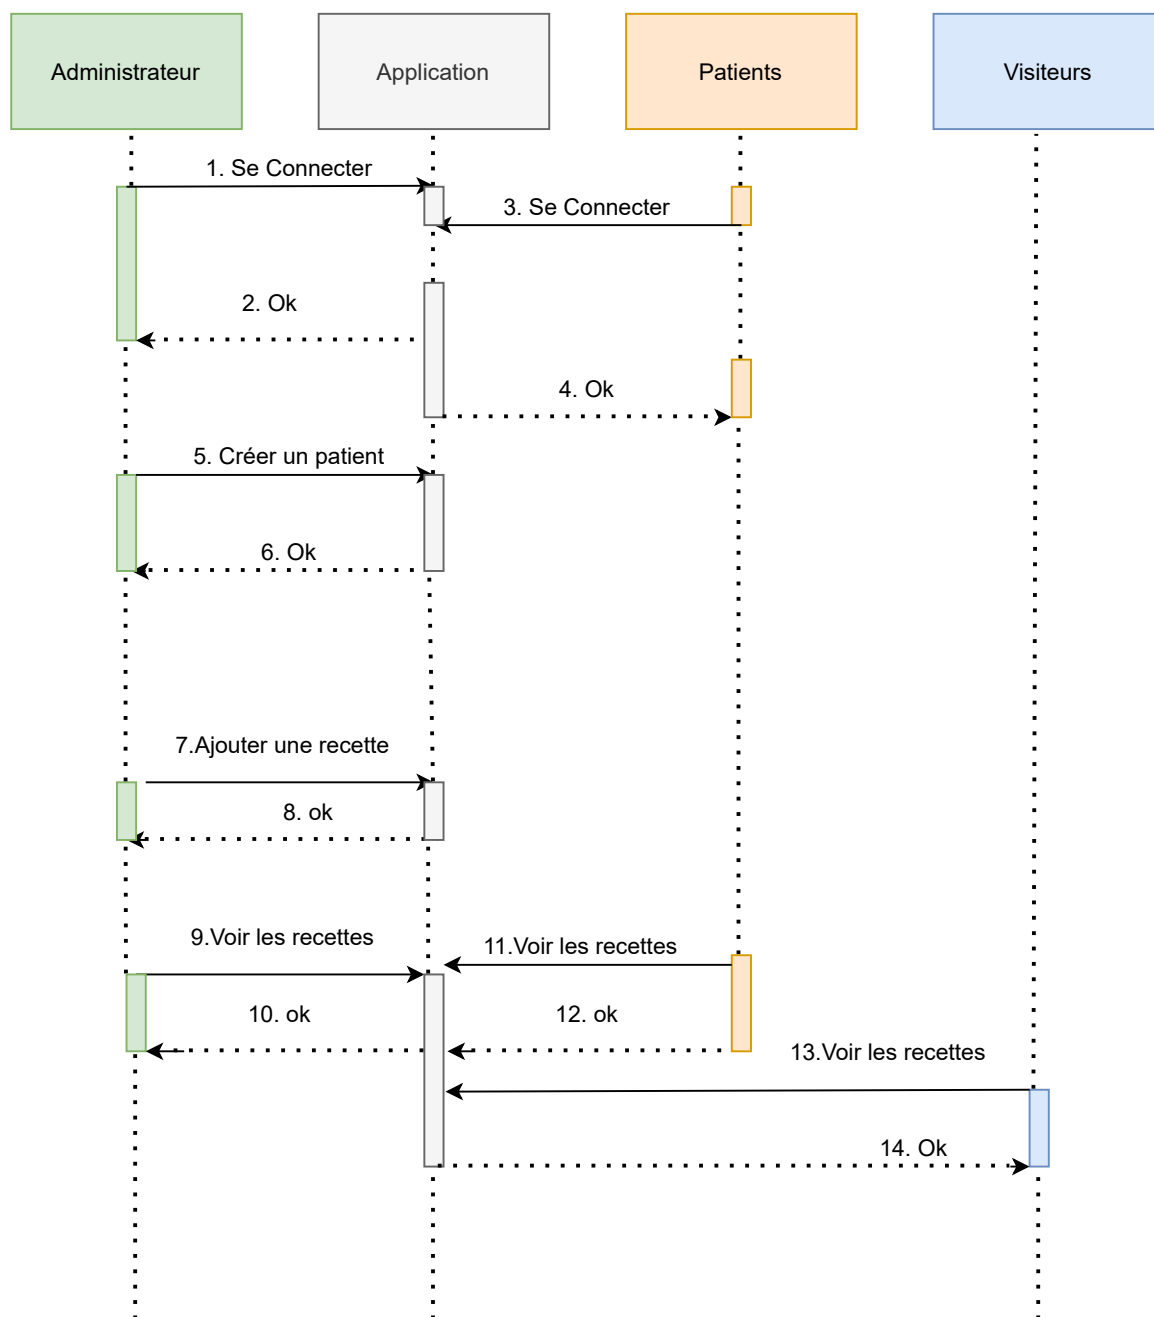 Administrateur
Application
Patients
Visiteurs
1. Se Connecter
3. Se Connecter
2. Ok
4. Ok
5. Créer un patient
6. Ok
7.Ajouter une recette
8. ok
9.Voir les recettes
11.Voir les recettes
10. ok
12. ok
13.Voir les recettes
14. Ok